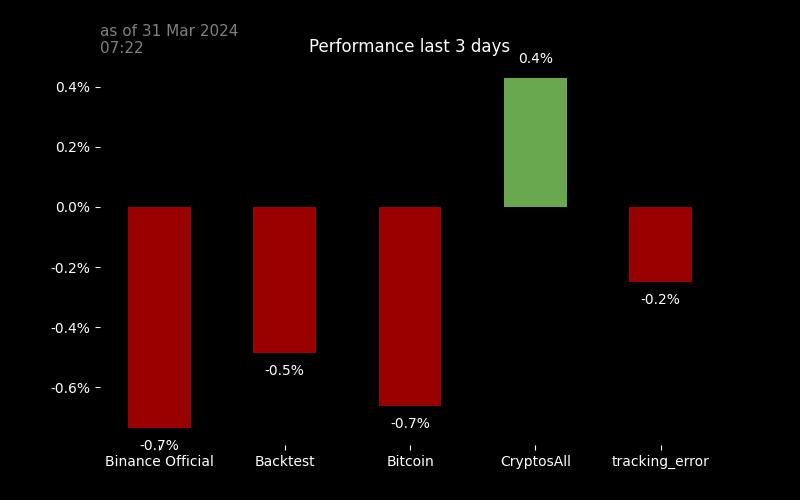 as of 31 Mar 2024
07:22
Performance last 3 days
0.4%
0.4%
0.2%
0.0%
-0.2%
-0.4%
-0.6%
-0.7%
-0.5%
-0.7%
-0.2%
Binance Official
Backtest
Bitcoin
CryptosAll
tracking_error